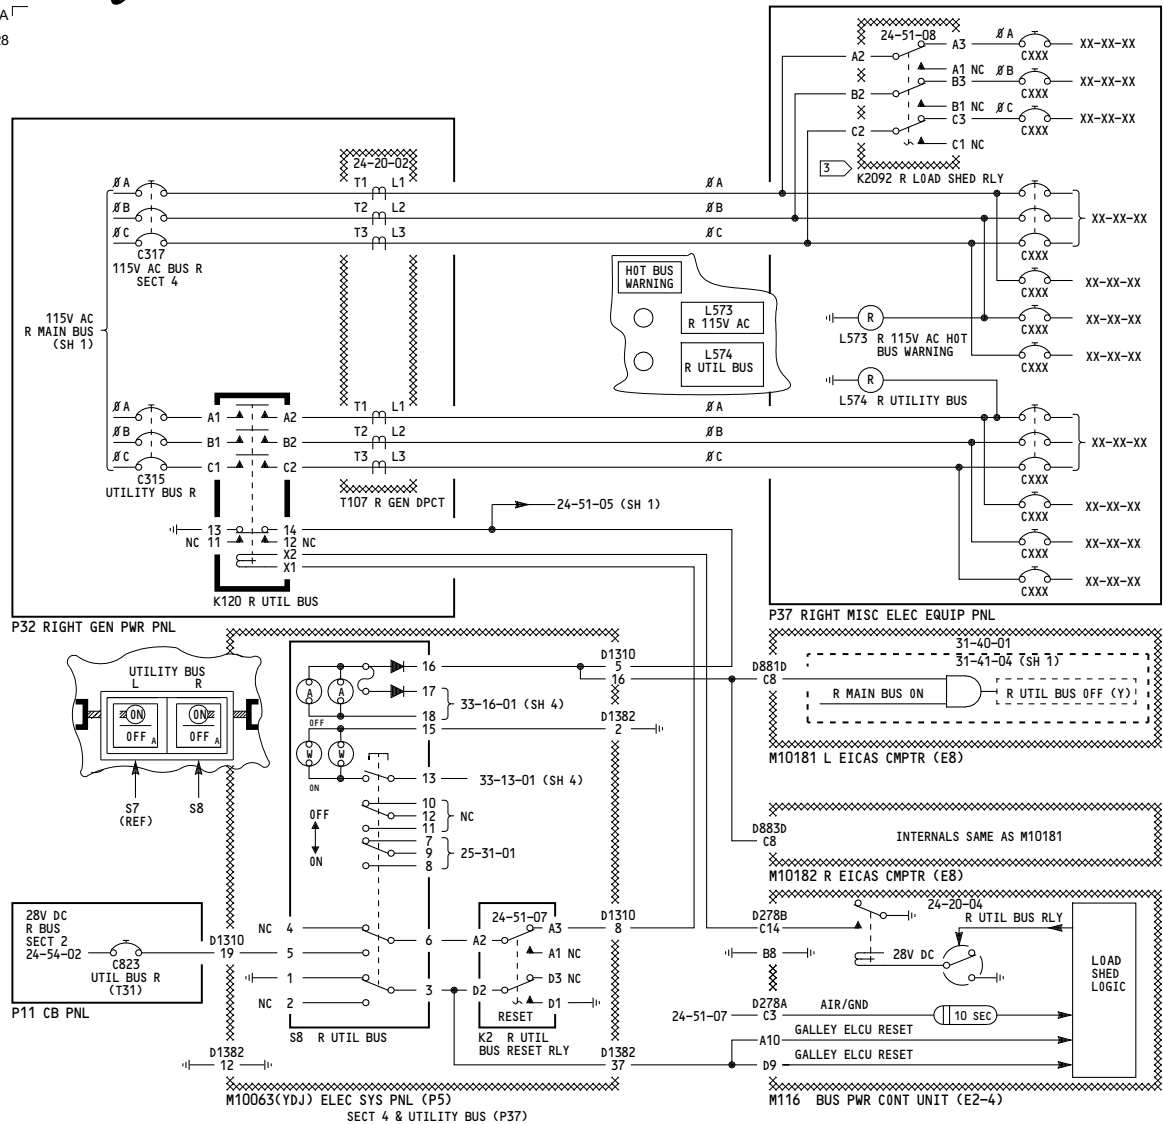 A
28
24-51-08
A2
A3
Ø A
CXXX
XX-XX-XX
A1 NC
B2
B3
Ø B
CXXX
XX-XX-XX
B1 NC
C2
C3
Ø C
CXXX
XX-XX-XX
C1 NC
3
K2092 R LOAD SHED RLY
24-20-02
Ø A
T1 L1
Ø A
Ø B
T2 L2
Ø B
XX-XX-XX
Ø C
T3 L3
Ø C
CXXX
C317
115V AC BUS R
SECT 4
HOT BUS
WARNING
L573
R 115V AC
L574
R UTIL BUS
CXXX
XX-XX-XX
115V AC
R MAIN BUS
(SH 1)
R
L573 R 115V AC HOT
BUS WARNING
CXXX
XX-XX-XX
CXXX
XX-XX-XX
R
L574 R UTILITY BUS
Ø A
A1
A2
T1 L1
Ø A
Ø B
B1
B2
T2 L2
Ø B
XX-XX-XX
Ø C
C1
C2
T3 L3
Ø C
CXXX
C315
UTILITY BUS R
T107 R GEN DPCT
24-51-05 (SH 1)
CXXX
XX-XX-XX
13
14
NC 11
12 NC
X2
X1
CXXX
XX-XX-XX
CXXX
XX-XX-XX
K120 R UTIL BUS
P32 RIGHT GEN PWR PNL
P37 RIGHT MISC ELEC EQUIP PNL
UTILITY BUS
L R
ON
OFF
A
ON
OFF
A
S7
(REF)
S8
A
A
16
17
18
33-16-01 (SH 4)
D1310
5
16
OFF
15
D1382
2
W
W
13
33-13-01 (SH 4)
ON
10
12
11
NC
7
9
8
25-31-01
OFF
ON
31-40-01
31-41-04 (SH 1)
D881D
C8
R MAIN BUS ON
R UTIL BUS OFF (Y)
M10181 L EICAS CMPTR (E8)
D883D
C8
INTERNALS SAME AS M10181
M10182 R EICAS CMPTR (E8)
28V DC
R BUS
SECT 2
24-54-02
C823
UTIL BUS R
(T31)
P11 CB PNL
D1310
19
NC 4
5
6
1
NC 2
3
S8 R UTIL BUS
24-51-07
A2
A3
A1 NC
D2
D3 NC
D1
RESET
K2 R UTIL
BUS RESET RLY
D1310
8
D1382
12
D1382
37
M10063(YDJ) ELEC SYS PNL (P5)
24-20-04
D278B
C14
R UTIL BUS RLY
B8
28V DC
LOAD
SHED
LOGIC
24-51-07
D278A
C3
AIR/GND
10 SEC
A10
GALLEY ELCU RESET
D9
GALLEY ELCU RESET
M116 BUS PWR CONT UNIT (E2-4)
SECT 4 & UTILITY BUS (P37)